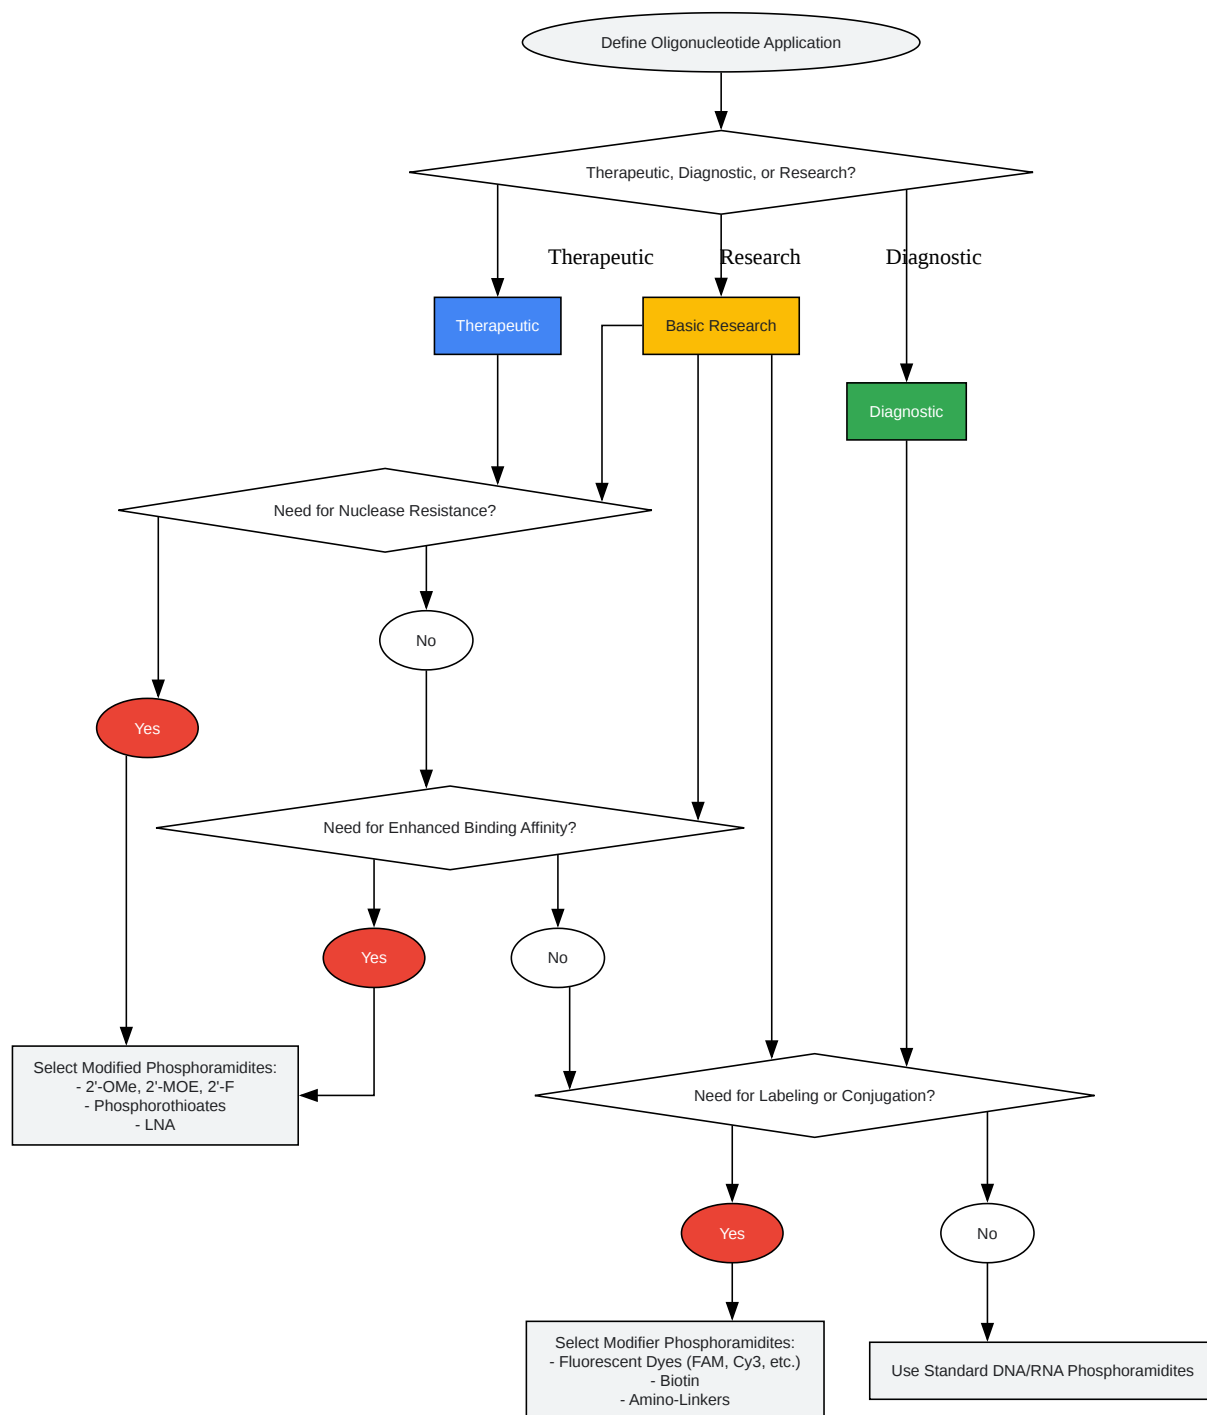 Define Oligonucleotide Application
Therapeutic, Diagnostic, or Research?
Therapeutic
Research
Diagnostic
Therapeutic
Basic Research
Diagnostic
Need for Nuclease Resistance?
No
Yes
Need for Enhanced Binding Affinity?
Yes
No
Select Modified Phosphoramidites:
- 2'-OMe, 2'-MOE, 2'-F
- Phosphorothioates
- LNA
Need for Labeling or Conjugation?
Yes
No
Select Modifier Phosphoramidites:
- Fluorescent Dyes (FAM, Cy3, etc.)
- Biotin
- Amino-Linkers
Use Standard DNA/RNA Phosphoramidites